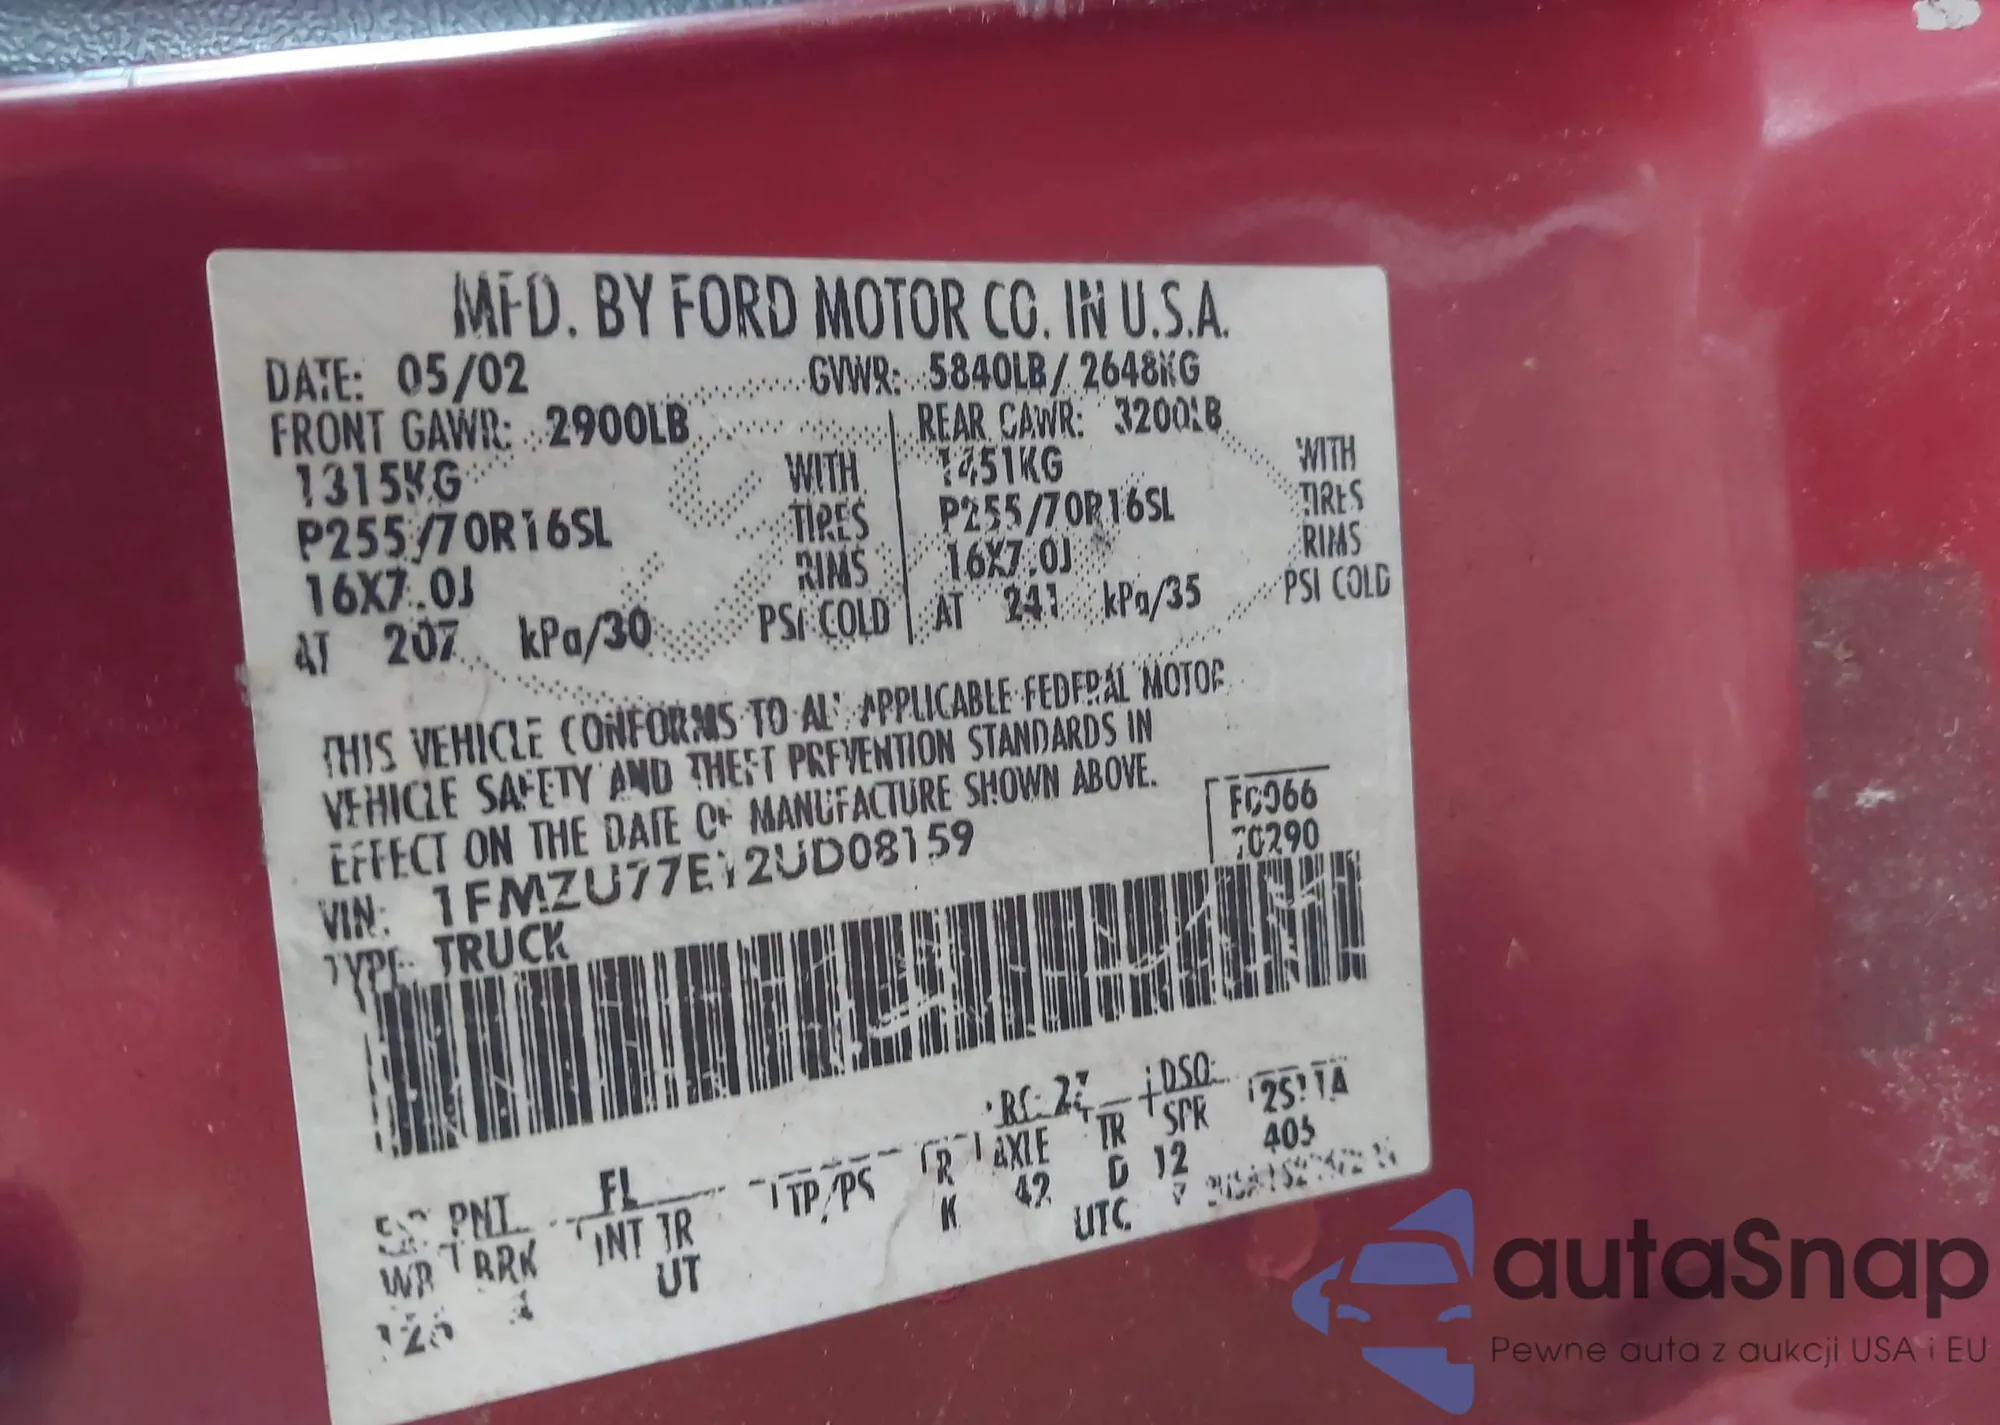 MFD. BY FORD MOTOR CO. IN U.S.A.
DATE: 05/02 GVWR: 5840LB/ 2648KG
FRONT GAWR: 2900LB REAR GAWR: 3200LB
1315KG WITH 1451KG WITH
P255/70R16SL TIRES P255/70R16SL TIRES
16X7.0J RIMS 16X7.0J RIMS
AT 207 kPa/30 PSI COLD AT 241 kPa/35 PSI COLD
THIS VEHICLE CONFORMS TO ALL APPLICABLE FEDERAL MOTOR
VEHICLE SAFETY AND THEFT PREVENTION STANDARDS IN
EFFECT ON THE DATE OF MANUFACTURE SHOWN ABOVE.
VIN: 1FMZU77E12UD08159
F0066
70290
TYPE: TRUCK
RC: DSO:
EXT PNT: FL
WB BRK INT TR TP/PS R AXLE TR SPR
UT K 42 D 12 405
UTC
autaSnap
Pewne auta z aukcji USA i EU